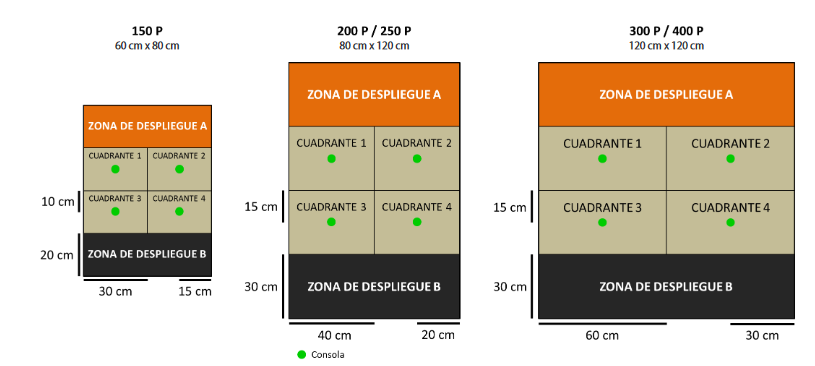 150 P
60 cm x 80 cm
ZONA DE DESPLIEGUE A
CUADRANTE 1
CUADRANTE 2
CUADRANTE 3
CUADRANTE 4
10 cm
20 cm
ZONA DE DESPLIEGUE B
30 cm
15 cm
200 P / 250 P
80 cm x 120 cm
ZONA DE DESPLIEGUE A
CUADRANTE 1
CUADRANTE 2
15 cm
CUADRANTE 3
CUADRANTE 4
30 cm
ZONA DE DESPLIEGUE B
40 cm
20 cm
Consola
300 P / 400 P
120 cm x 120 cm
ZONA DE DESPLIEGUE A
CUADRANTE 1
CUADRANTE 2
15 cm
CUADRANTE 3
CUADRANTE 4
30 cm
ZONA DE DESPLIEGUE B
60 cm
30 cm